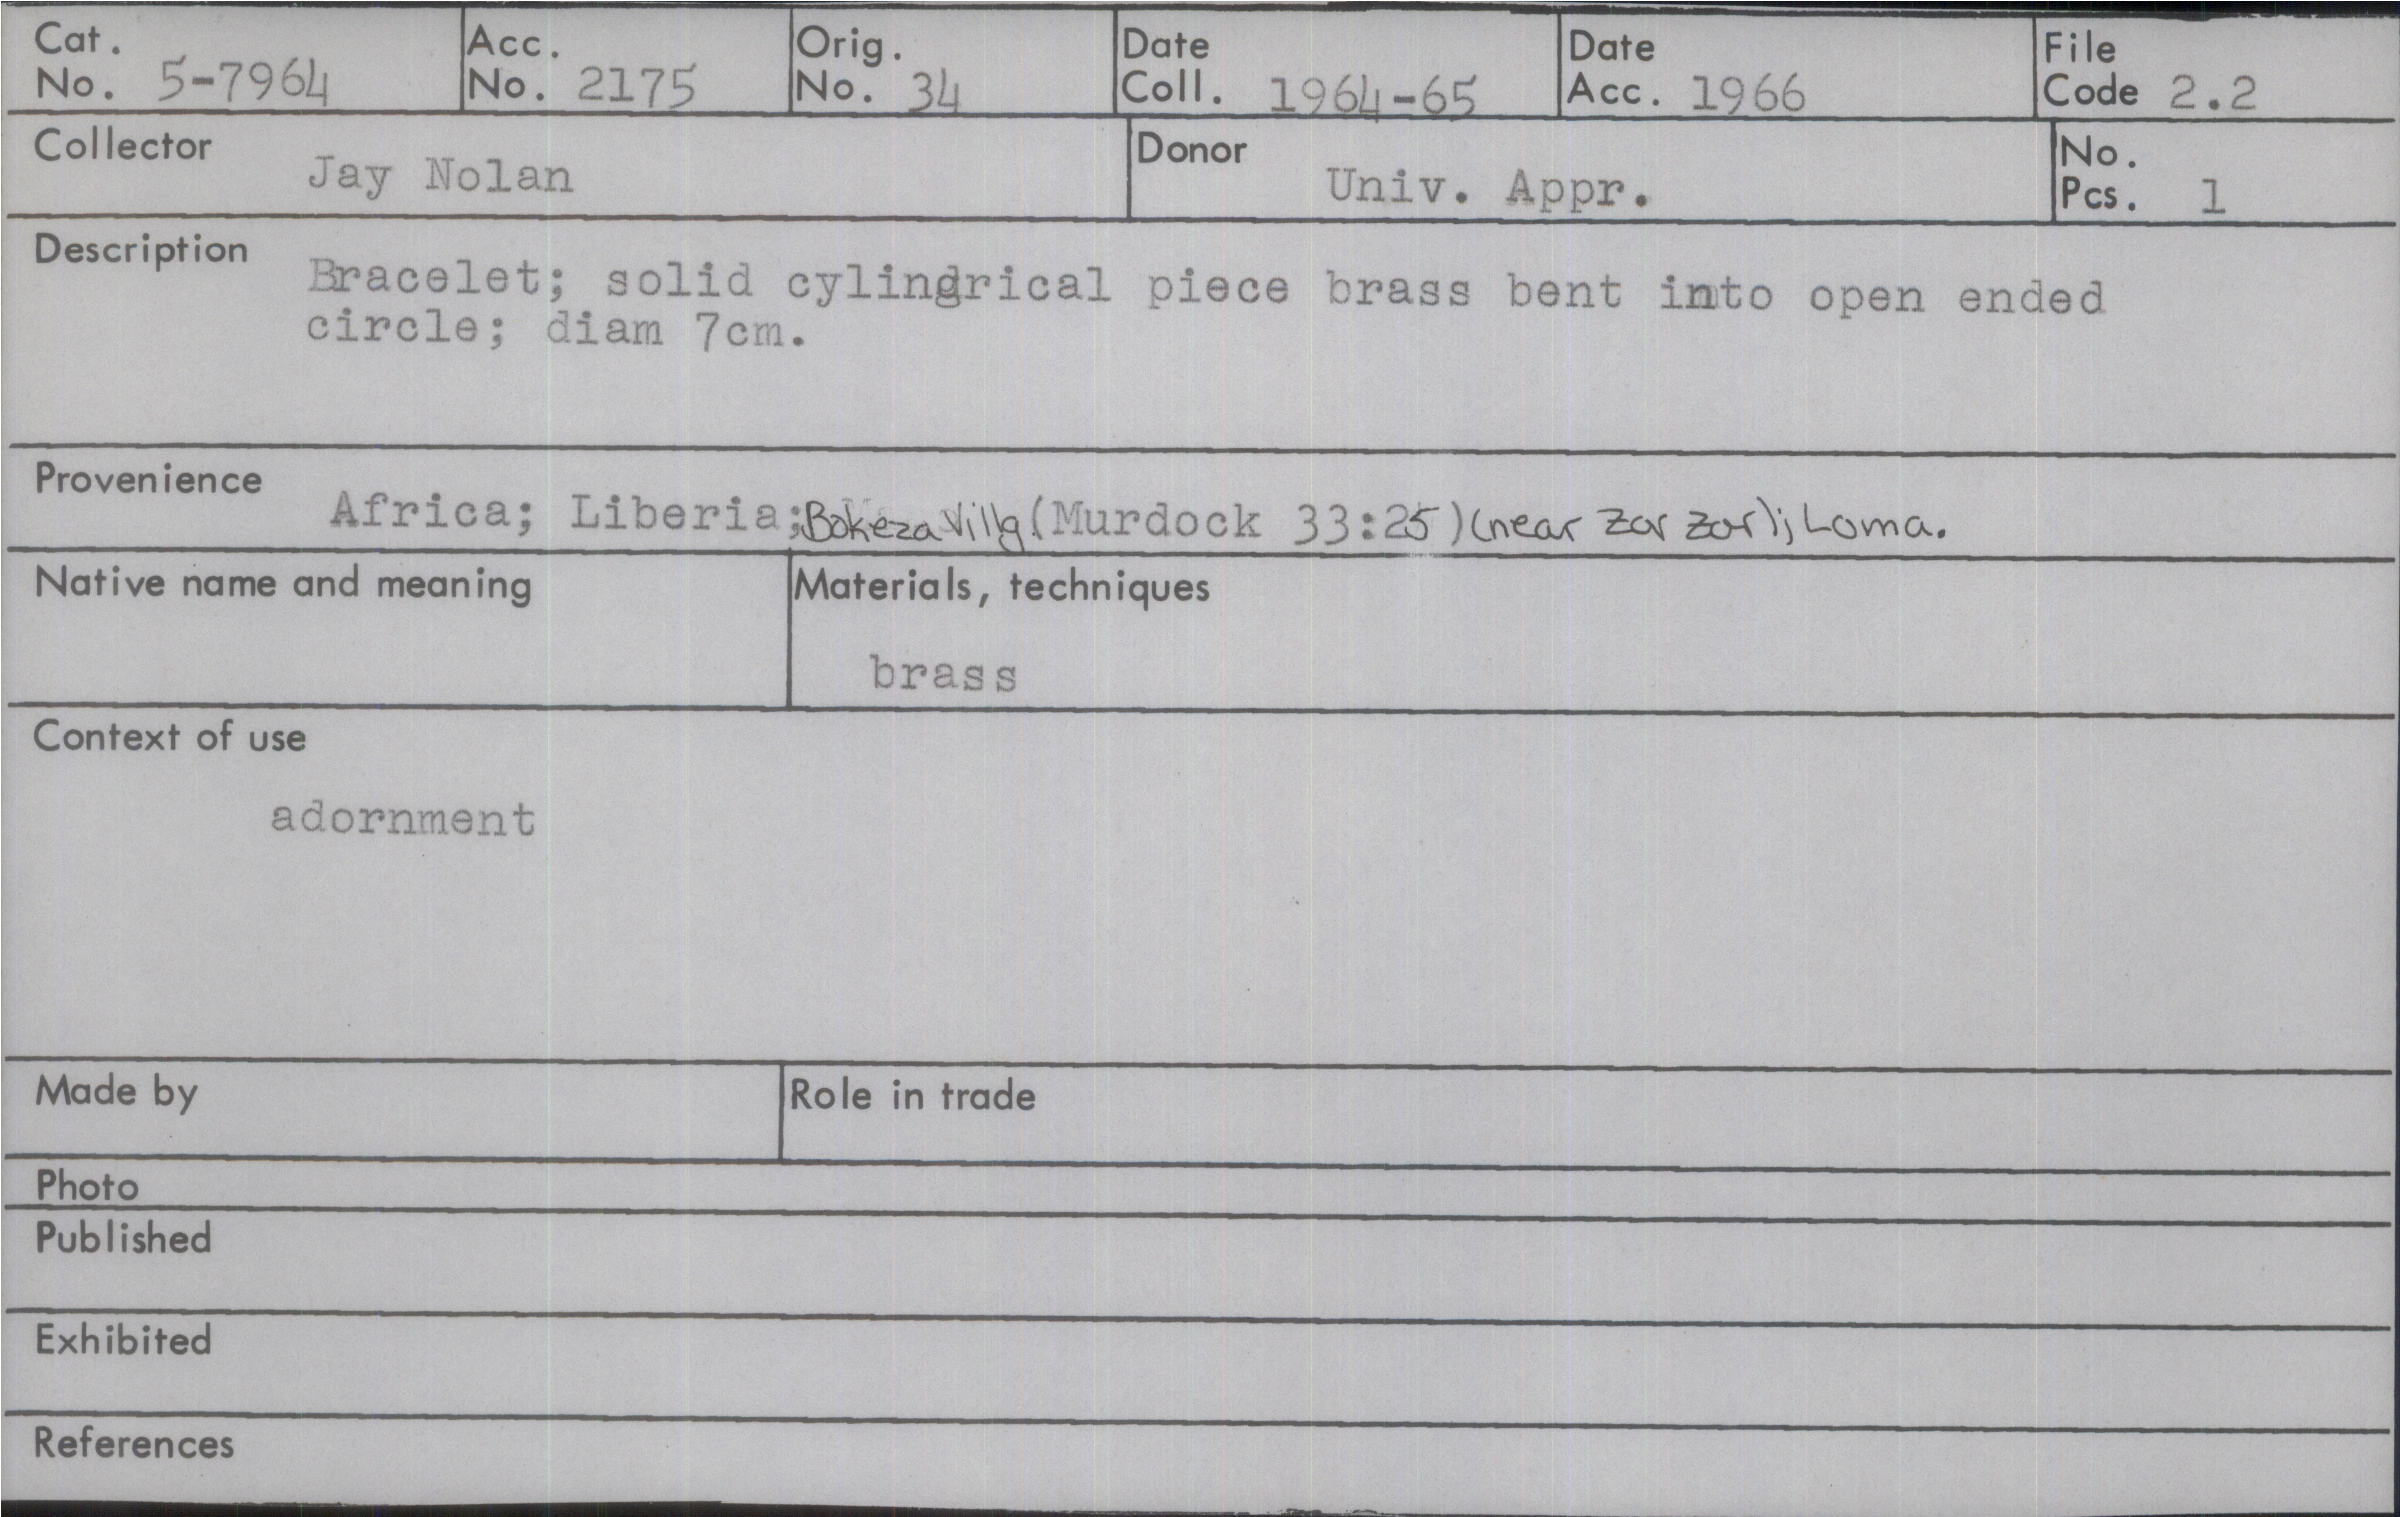 Cat. No. 5-7964
Acc. No. 2175
Orig. No. 34
Date Coll. 1964-65
Date Acc. 1966
File Code 2.2
Collector Jay Nolan
Donor Univ. Appr.
No. Pcs. 1
Description
Bracelet; solid cylindrical piece brass bent into open ended
circle; diam 7cm.
Provenience
Africa; Liberia; Bokeza Villg. (Murdock 33:25) (near Zor Zor); Loma.
Native name and meaning
Materials, techniques
brass
Context of use
adornment
Made by
Role in trade
Photo
Published
Exhibited
References